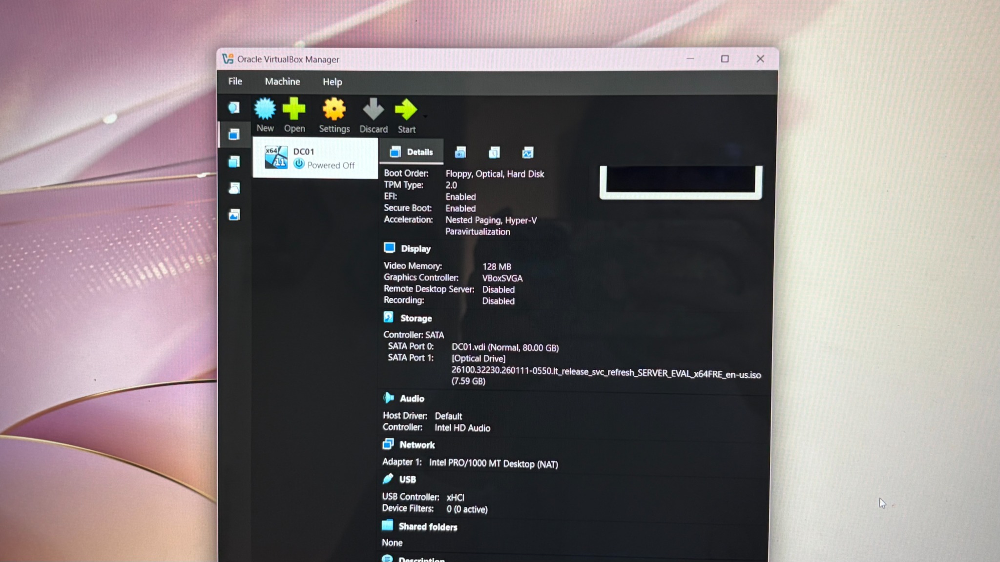 Oracle VirtualBox Manager
File Machine Help
New Open Settings Discard Start
x64 11 DC01
Powered Off
Details
Boot Order: Floppy, Optical, Hard Disk
TPM Type: 2.0
EFI: Enabled
Secure Boot: Enabled
Acceleration: Nested Paging, Hyper-V
Paravirtualization
Display
Video Memory: 128 MB
Graphics Controller: VBoxSVGA
Remote Desktop Server: Disabled
Recording: Disabled
Storage
Controller: SATA
SATA Port 0: DC01.vdi (Normal, 80.00 GB)
SATA Port 1: [Optical Drive]
26100.32230.260111-0550.lt_release_svc_refresh_SERVER_EVAL_x64FRE_en-us.iso
(7.59 GB)
Audio
Host Driver: Default
Controller: Intel HD Audio
Network
Adapter 1: Intel PRO/1000 MT Desktop (NAT)
USB
USB Controller: xHCI
Device Filters: 0 (0 active)
Shared folders
None
Description